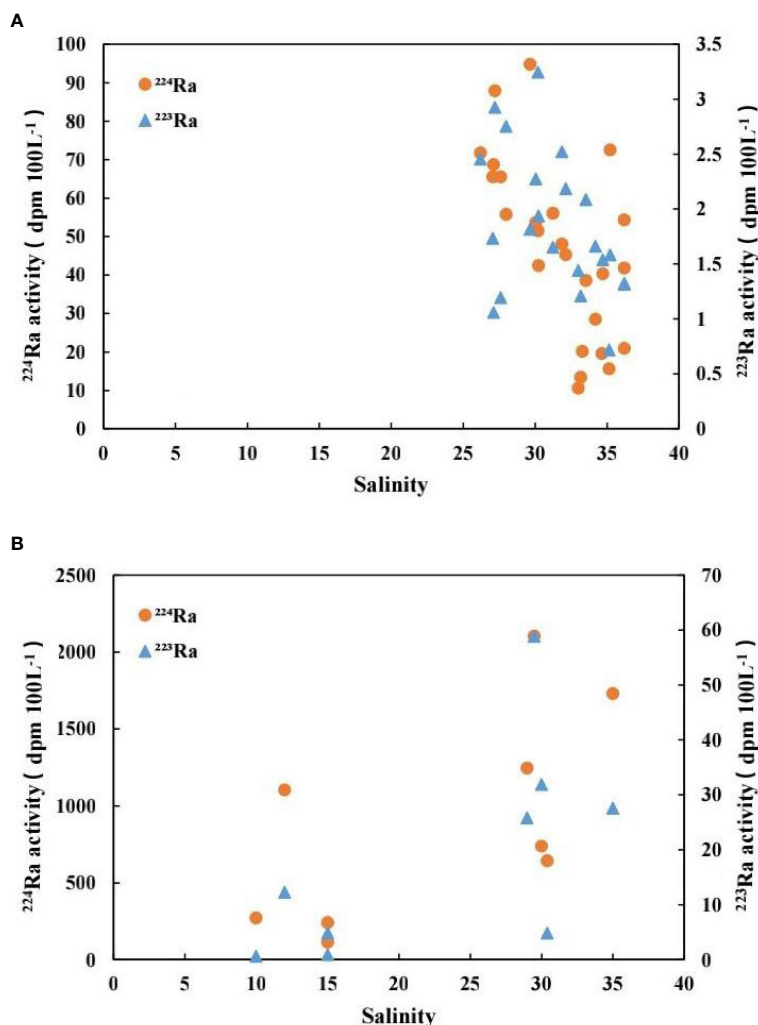 A
100
90
80
70
60
50
40
30
20
10
0
²²⁴Ra activity ( dpm 100L⁻¹ )
²²⁴Ra
²²³Ra
3.5
3
2.5
2
1.5
1
0.5
0
²²³Ra activity ( dpm 100L⁻¹ )
0 5 10 15 20 25 30 35 40
Salinity
B
2500
2000
1500
1000
500
0
²²⁴Ra activity ( dpm 100L⁻¹ )
²²⁴Ra
²²³Ra
70
60
50
40
30
20
10
0
²²³Ra activity ( dpm 100L⁻¹ )
0 5 10 15 20 25 30 35 40
Salinity